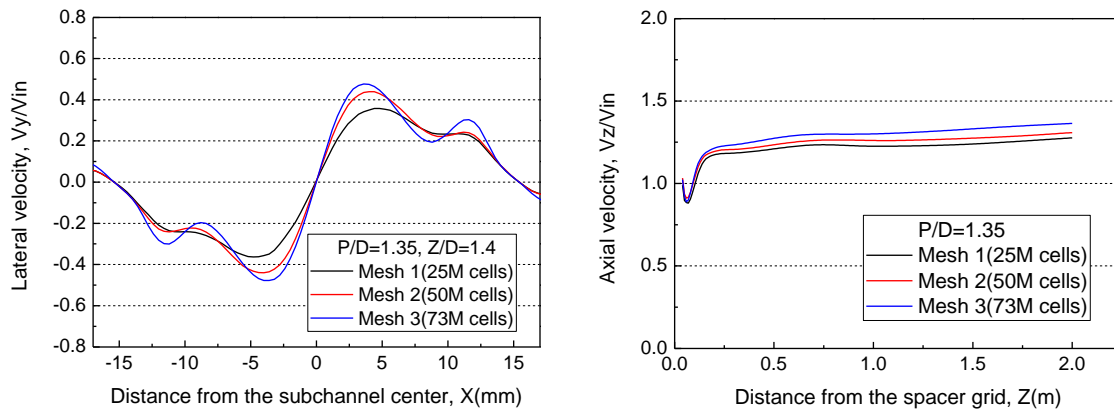 Lateral velocity, Vy/Vin
0.8
0.6
0.4
0.2
0.0
-0.2
-0.4
-0.6
-0.8
P/D=1.35, Z/D=1.4
Mesh 1(25M cells)
Mesh 2(50M cells)
Mesh 3(73M cells)
-15 -10 -5 0 5 10 15
Distance from the subchannel center, X(mm)
Axial velocity, Vz/Vin
2.0
1.5
1.0
0.5
0.0
P/D=1.35
Mesh 1(25M cells)
Mesh 2(50M cells)
Mesh 3(73M cells)
0.0 0.5 1.0 1.5 2.0
Distance from the spacer grid, Z(m)